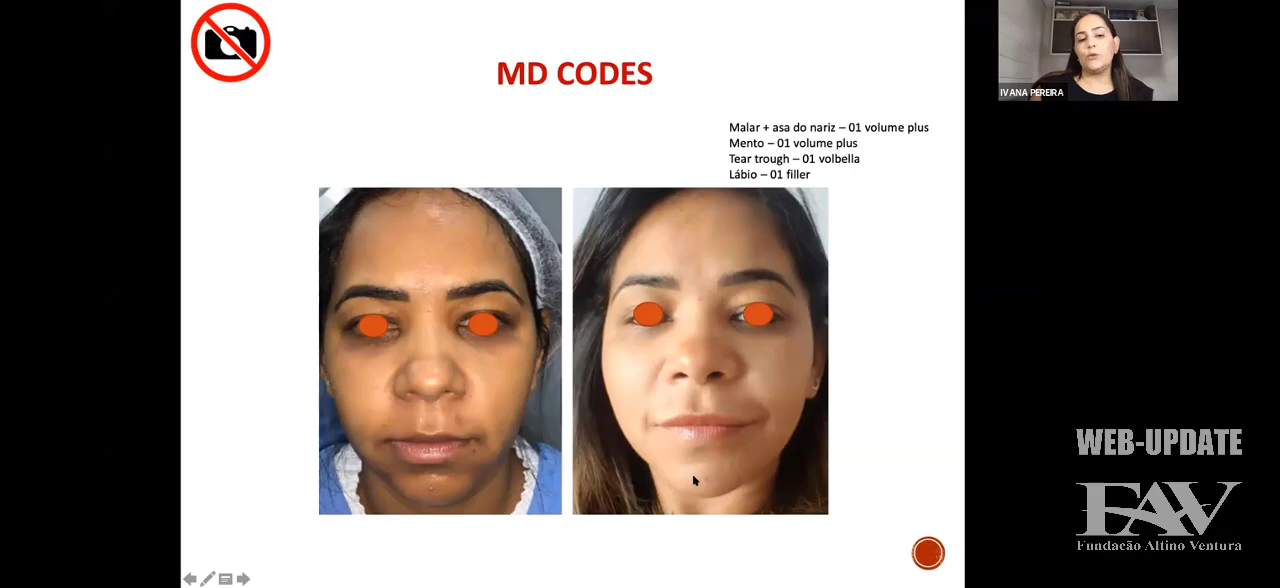 MD CODES
IVANA PEREIRA
Malar + asa do nariz – 01 volume plus
Mento – 01 volume plus
Tear trough – 01 volbella
Lábio – 01 filler
WEB-UPDATE
FAV
Fundação Altino Ventura